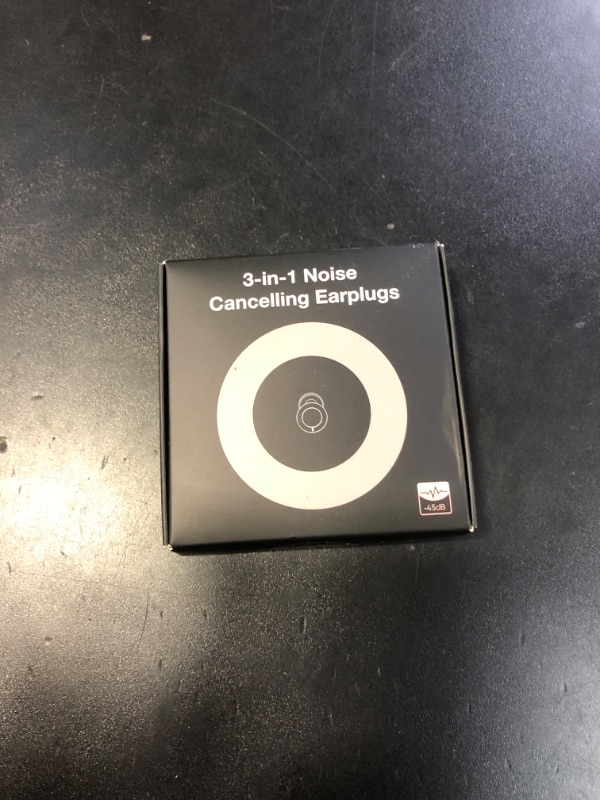 3-in-1 Noise
Cancelling Earplugs
-45dB